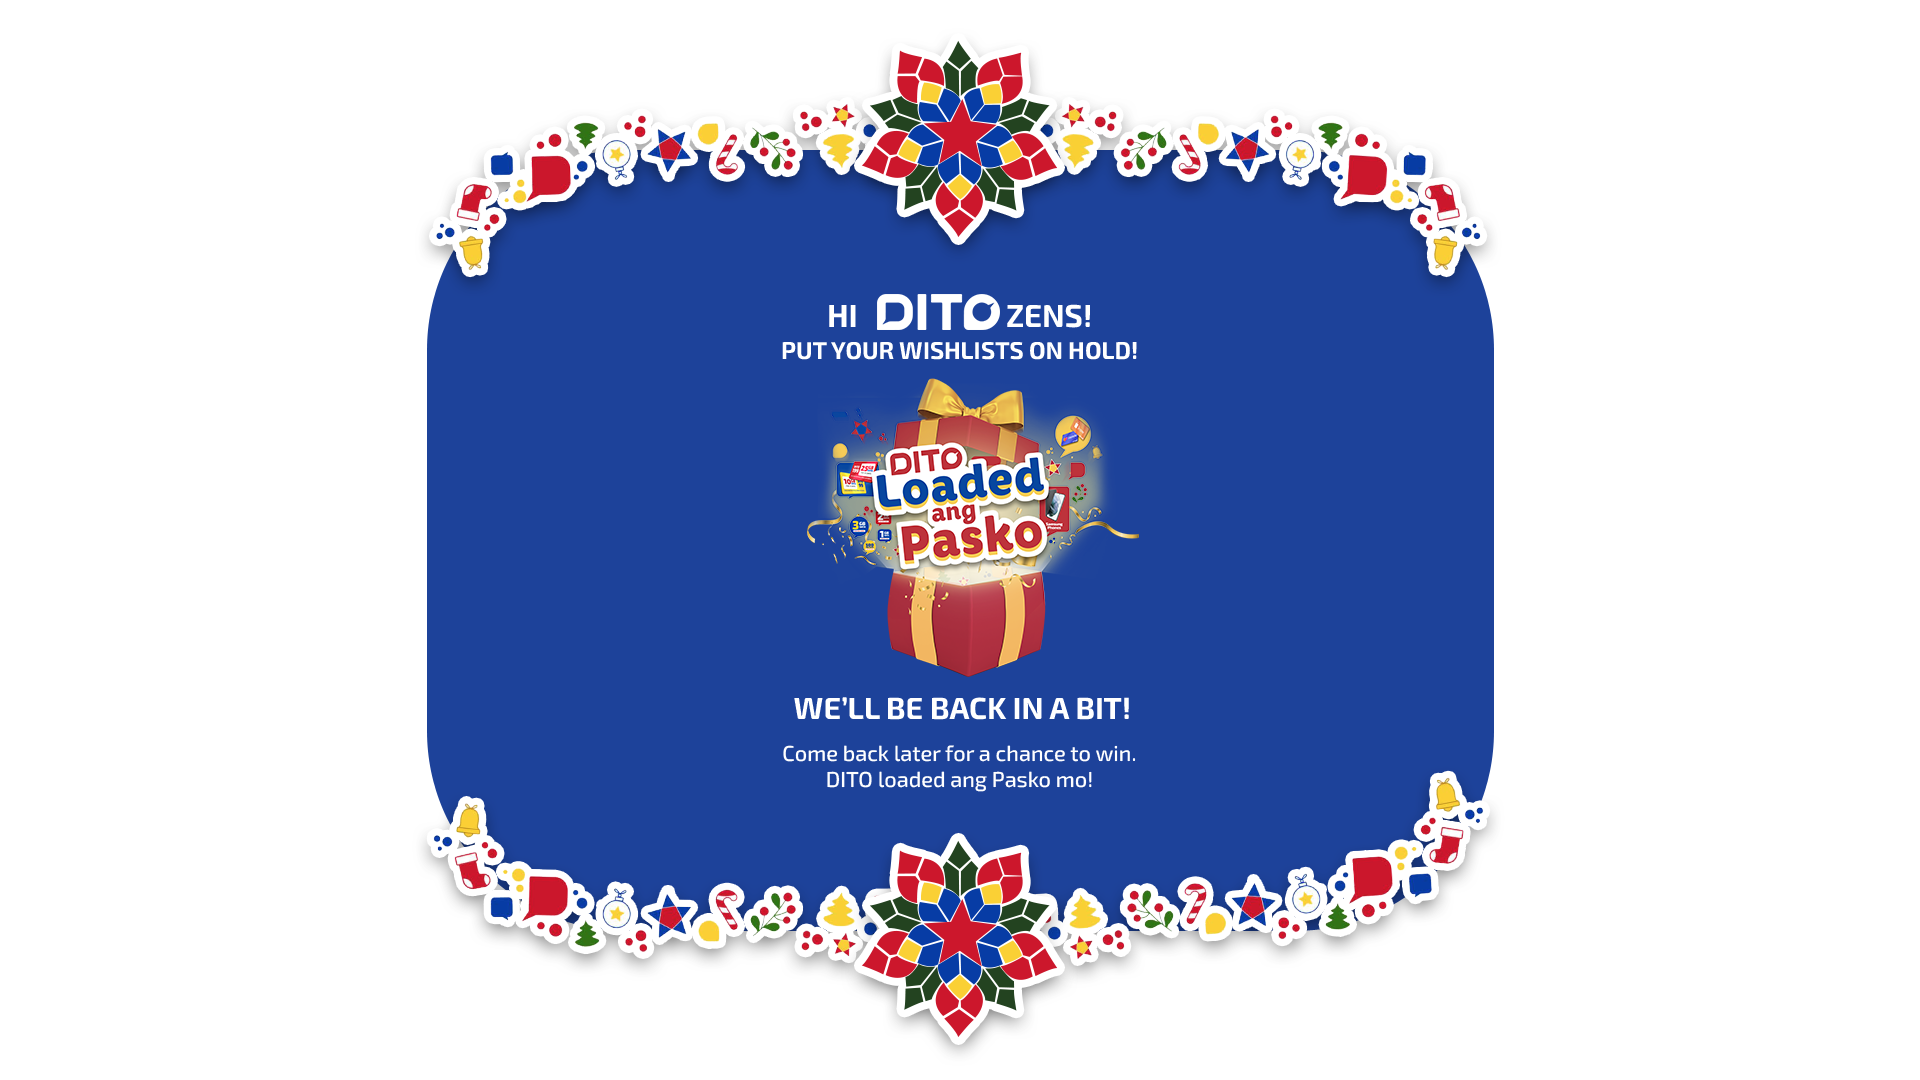 HI DITO ZENS!
PUT YOUR WISHLISTS ON HOLD!
DITO
Loaded
ang
Pasko
3GB
WE'LL BE BACK IN A BIT!
Come back later for a chance to win.
DITO loaded ang Pasko mo!